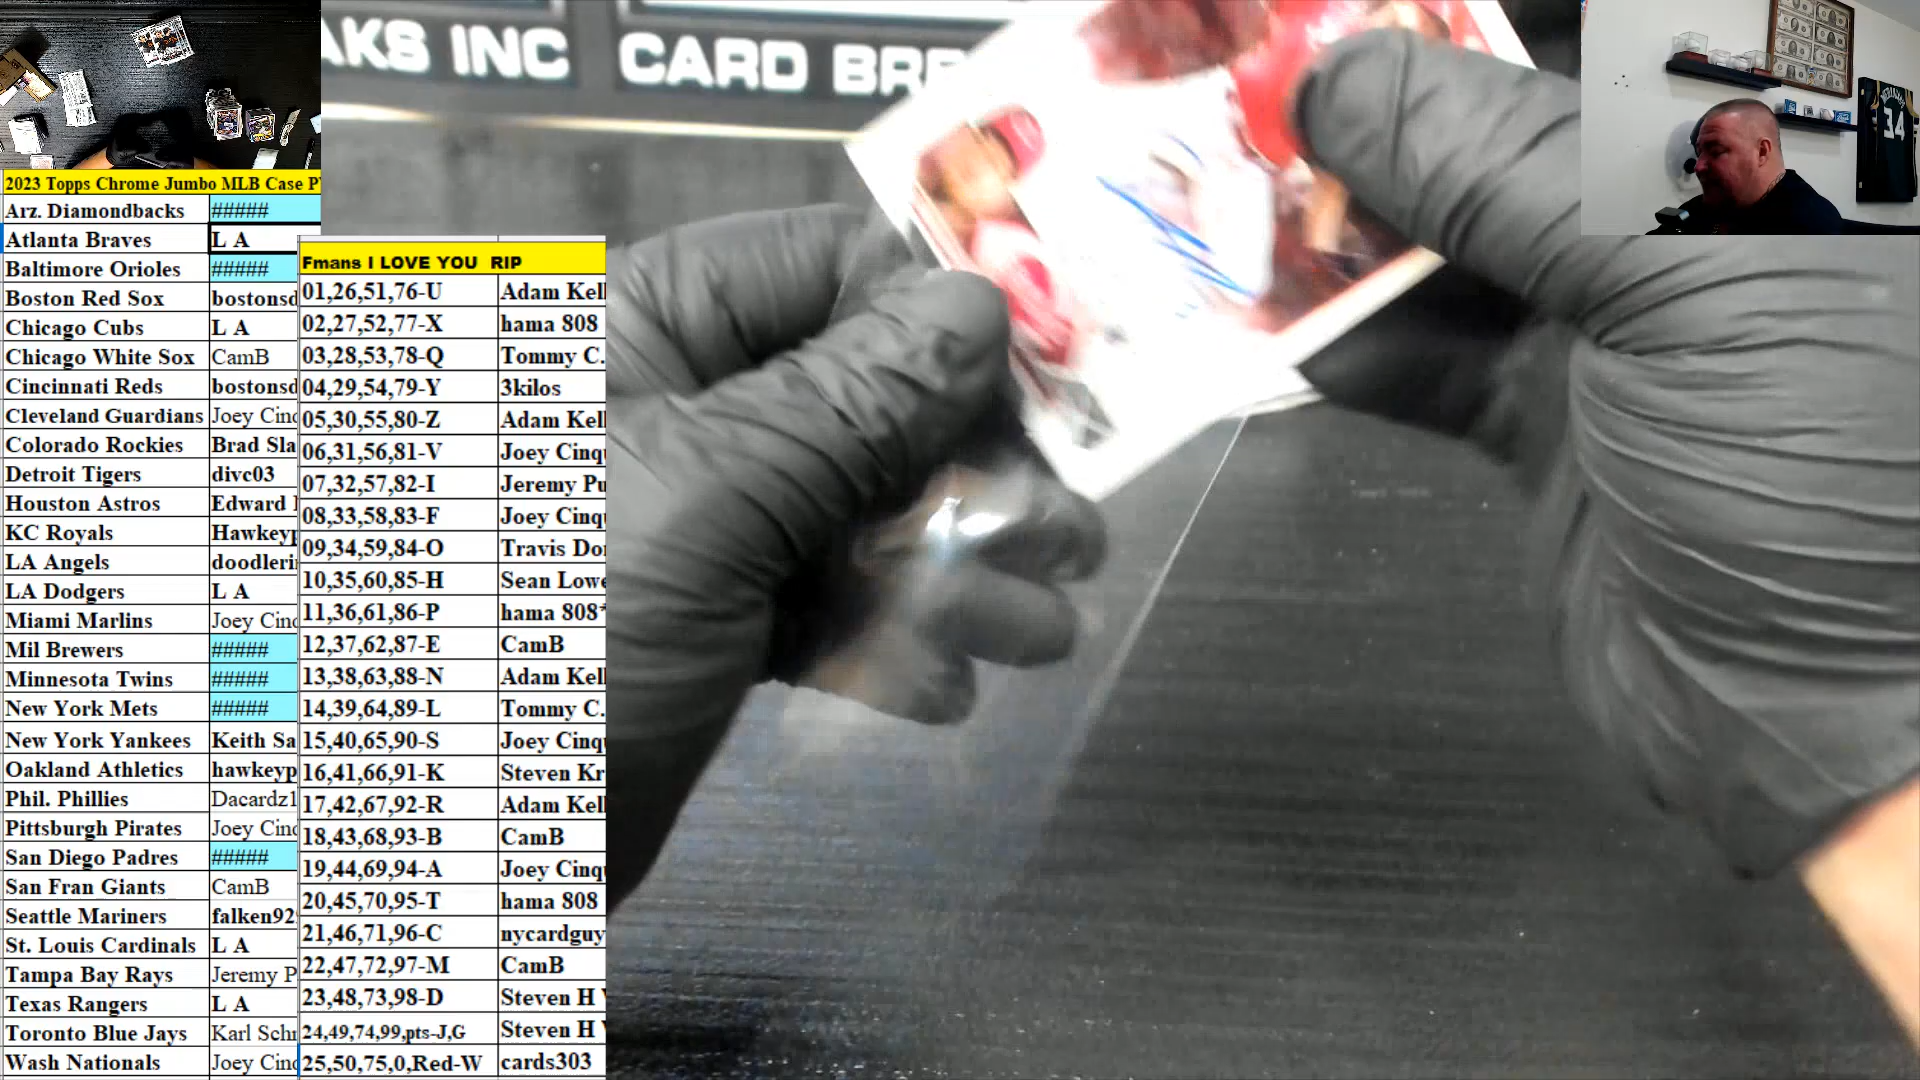 AKS INC CARD BRE
34
2023 Topps Chrome Jumbo MLB Case P
Arz. Diamondbacks #####
Atlanta Braves L A
Baltimore Orioles #####
Boston Red Sox bostonsd
Chicago Cubs L A
Chicago White Sox CamB
Cincinnati Reds bostonsd
Cleveland Guardians Joey Cinc
Colorado Rockies Brad Sla
Detroit Tigers divc03
Houston Astros Edward
KC Royals Hawkeyp
LA Angels doodleri
LA Dodgers L A
Miami Marlins Joey Cinc
Mil Brewers #####
Minnesota Twins #####
New York Mets #####
New York Yankees Keith Sa
Oakland Athletics hawkeyp
Phil. Phillies Dacardz1
Pittsburgh Pirates Joey Cinc
San Diego Padres #####
San Fran Giants CamB
Seattle Mariners falken92
St. Louis Cardinals L A
Tampa Bay Rays Jeremy P
Texas Rangers L A
Toronto Blue Jays Karl Schr
Wash Nationals Joey Cinc
Fmans I LOVE YOU RIP
01,26,51,76-U Adam Kell
02,27,52,77-X hama 808
03,28,53,78-Q Tommy C.
04,29,54,79-Y 3kilos
05,30,55,80-Z Adam Kell
06,31,56,81-V Joey Cinq
07,32,57,82-I Jeremy Pu
08,33,58,83-F Joey Cinq
09,34,59,84-O Travis Do
10,35,60,85-H Sean Lowe
11,36,61,86-P hama 808*
12,37,62,87-E CamB
13,38,63,88-N Adam Kell
14,39,64,89-L Tommy C.
15,40,65,90-S Joey Cinq
16,41,66,91-K Steven Kr
17,42,67,92-R Adam Kell
18,43,68,93-B CamB
19,44,69,94-A Joey Cinq
20,45,70,95-T hama 808
21,46,71,96-C nycardguy
22,47,72,97-M CamB
23,48,73,98-D Steven H
24,49,74,99,pts-J,G Steven H
25,50,75,0,Red-W cards303